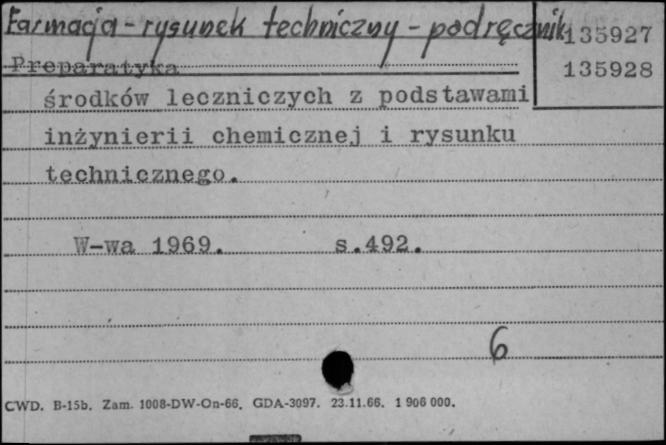 Farmacja - rysunek techniczny - podręcznik
135927
135928
Preparatyka
środków leczniczych z podstawami
inżynierii chemicznej i rysunku
technicznego.
W-wa 1969. s.492.
6
CWD. B-15b. Zam. 1008-DW-On-66. GDA-3097. 23.11.66. 1 906 000.